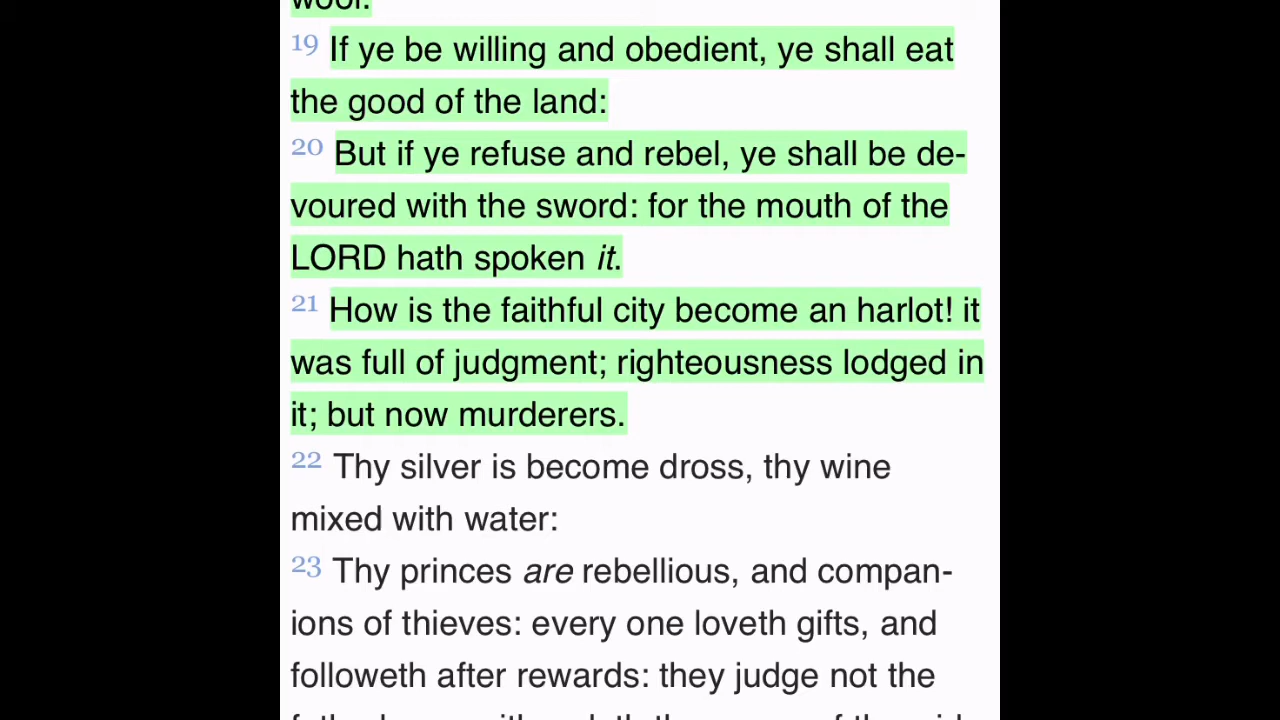 wool.
19 If ye be willing and obedient, ye shall eat
the good of the land:
20 But if ye refuse and rebel, ye shall be de-
voured with the sword: for the mouth of the
LORD hath spoken it.
21 How is the faithful city become an harlot! it
was full of judgment; righteousness lodged in
it; but now murderers.
22 Thy silver is become dross, thy wine
mixed with water:
23 Thy princes are rebellious, and compan-
ions of thieves: every one loveth gifts, and
followeth after rewards: they judge not the